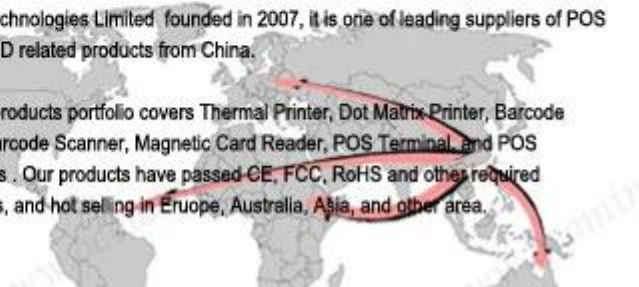 chnologies Limited founded in 2007, it is one of leading suppliers of POS
D related products from China.
roducts portfolio covers Thermal Printer, Dot Matrix Printer, Barcode
rcode Scanner, Magnetic Card Reader, POS Terminal, and POS
s . Our products have passed CE, FCC, RoHS and other required
s, and hot selling in Eruope, Australia, Asia, and other area.